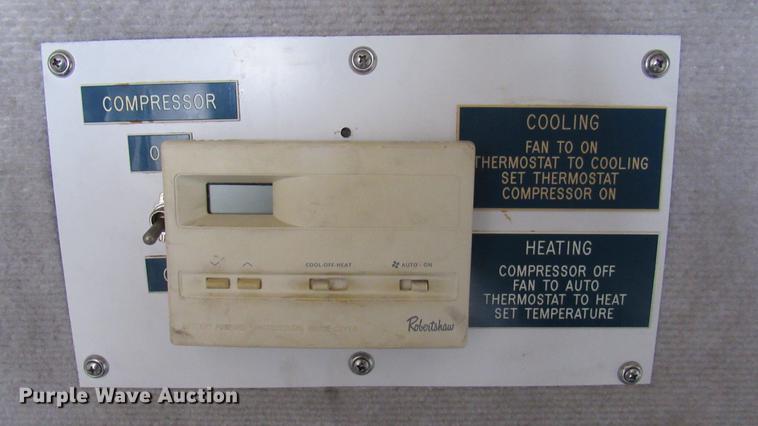 COMPRESSOR
COOLING
FAN TO ON
THERMOSTAT TO COOLING
SET THERMOSTAT
COMPRESSOR ON
COOL-OFF-HEAT
AUTO - ON
HEATING
COMPRESSOR OFF
FAN TO AUTO
THERMOSTAT TO HEAT
SET TEMPERATURE
Robertshaw
Purple Wave Auction